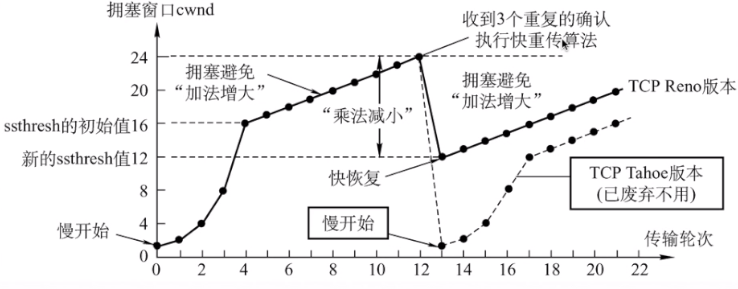 拥塞窗口cwnd
收到3个重复的确认
执行快重传算法
24
拥塞避免
“加法增大”
拥塞避免
“加法增大”
20
TCP Reno版本
“乘法减小”
ssthresh的初始值16
新的ssthresh值12
快恢复
TCP Tahoe版本
(已废弃不用)
8
慢开始
慢开始
4
传输轮次
0
0 2 4 6 8 10 12 14 16 18 20 22